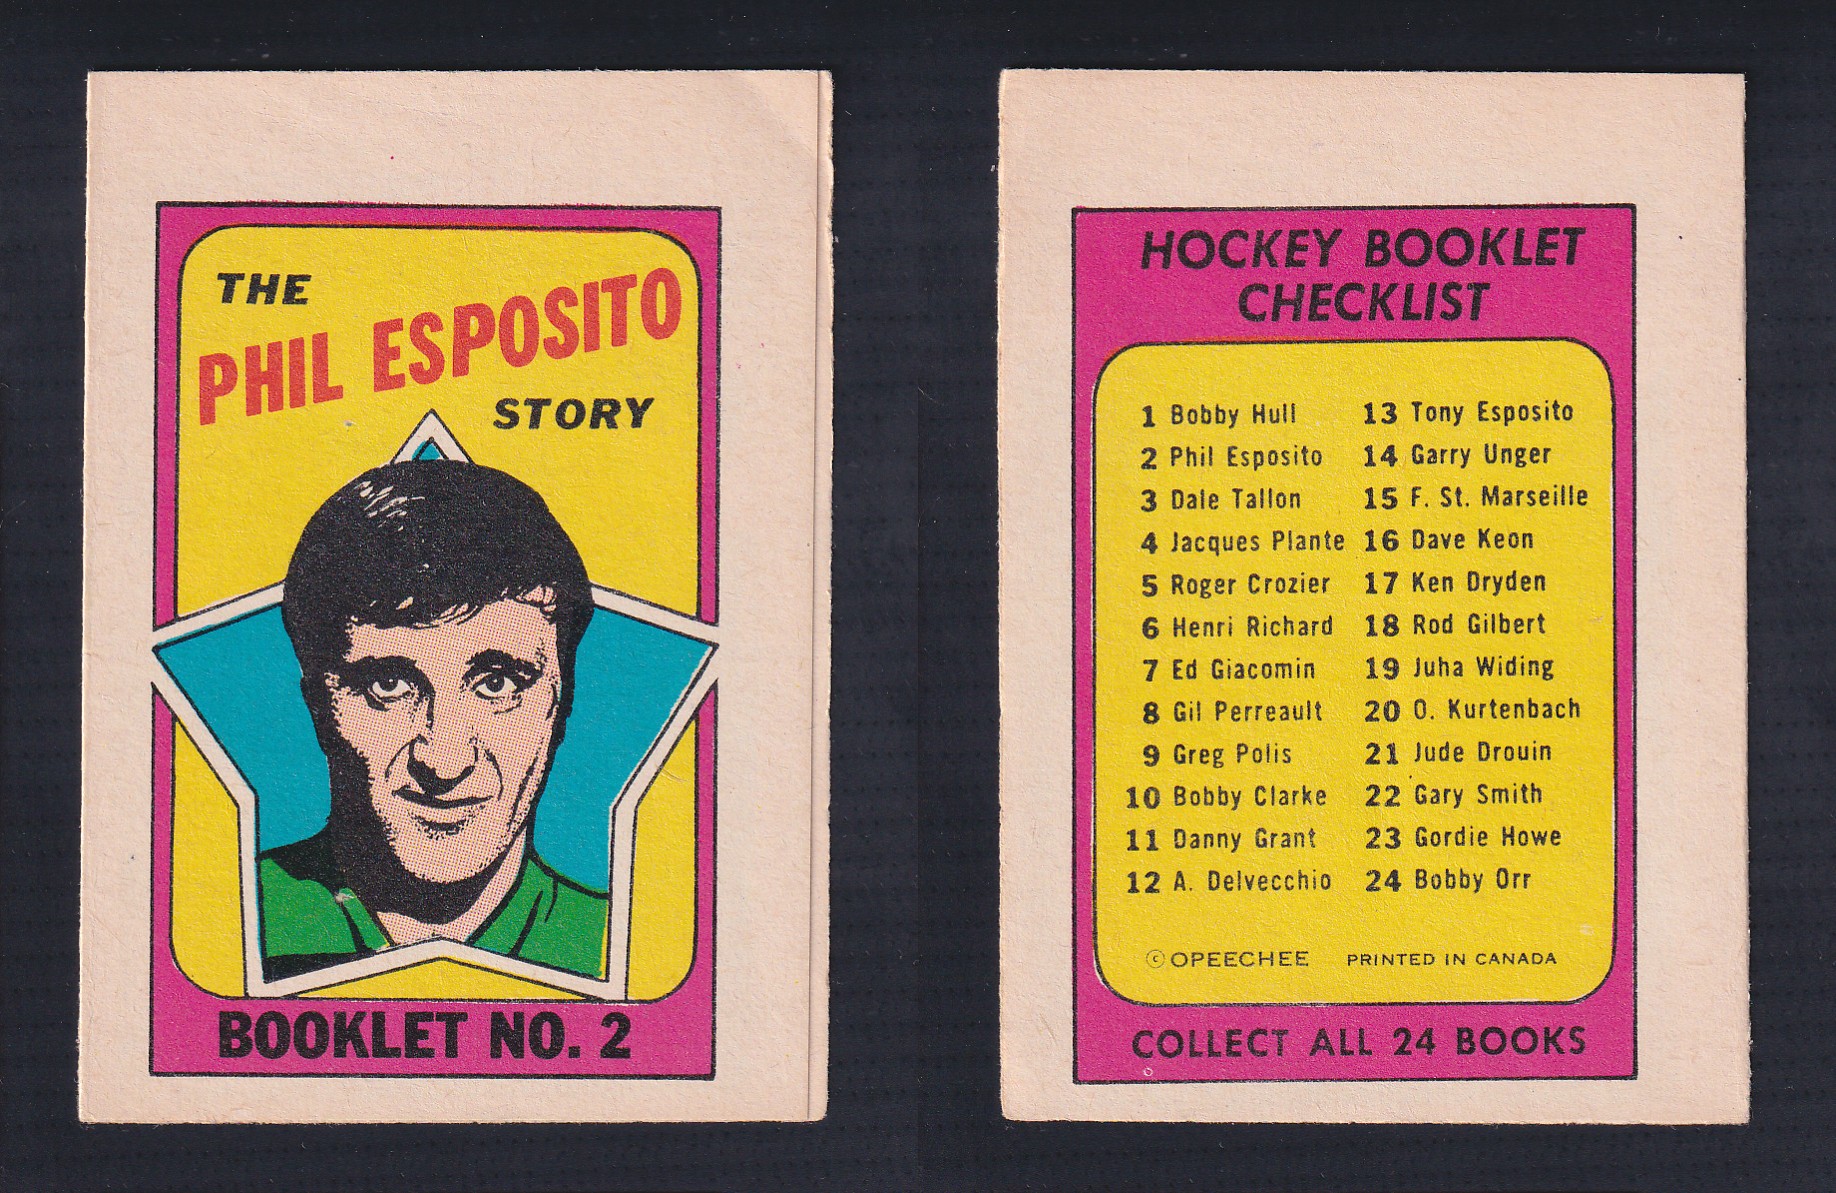 THE
PHIL ESPOSITO
STORY
BOOKLET NO. 2
HOCKEY BOOKLET
CHECKLIST
1 Bobby Hull
2 Phil Esposito
3 Dale Tallon
4 Jacques Plante
5 Roger Crozier
6 Henri Richard
7 Ed Giacomin
8 Gil Perreault
9 Greg Polis
10 Bobby Clarke
11 Danny Grant
12 A. Delvecchio
13 Tony Esposito
14 Garry Unger
15 F. St. Marseille
16 Dave Keon
17 Ken Dryden
18 Rod Gilbert
19 Juha Widing
20 O. Kurtenbach
21 Jude Drouin
22 Gary Smith
23 Gordie Howe
24 Bobby Orr
© OPEECHEE PRINTED IN CANADA
COLLECT ALL 24 BOOKS